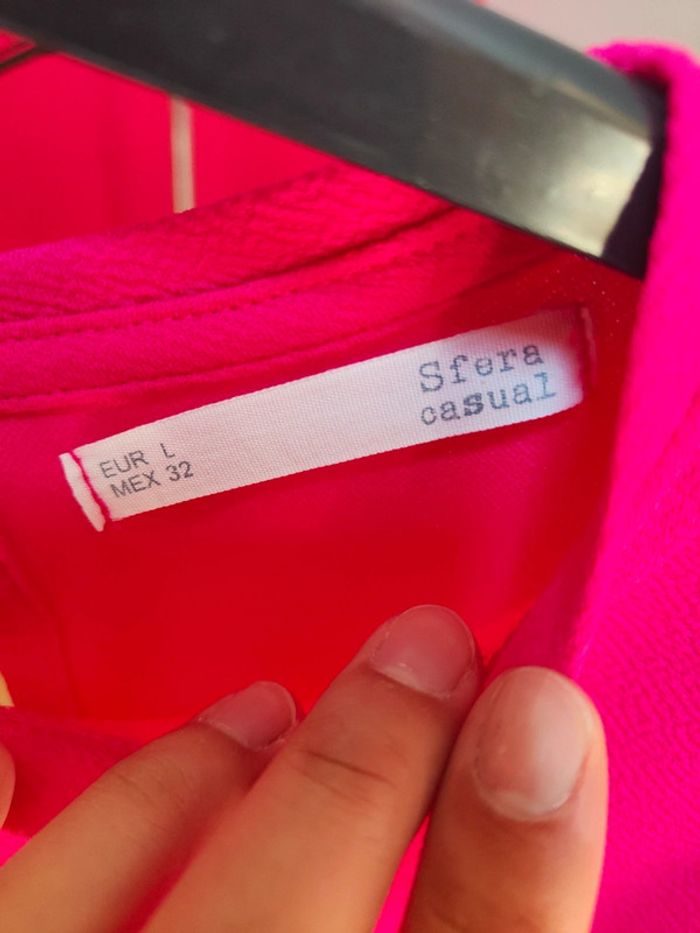 Sfera
casual
EUR L
MEX 32